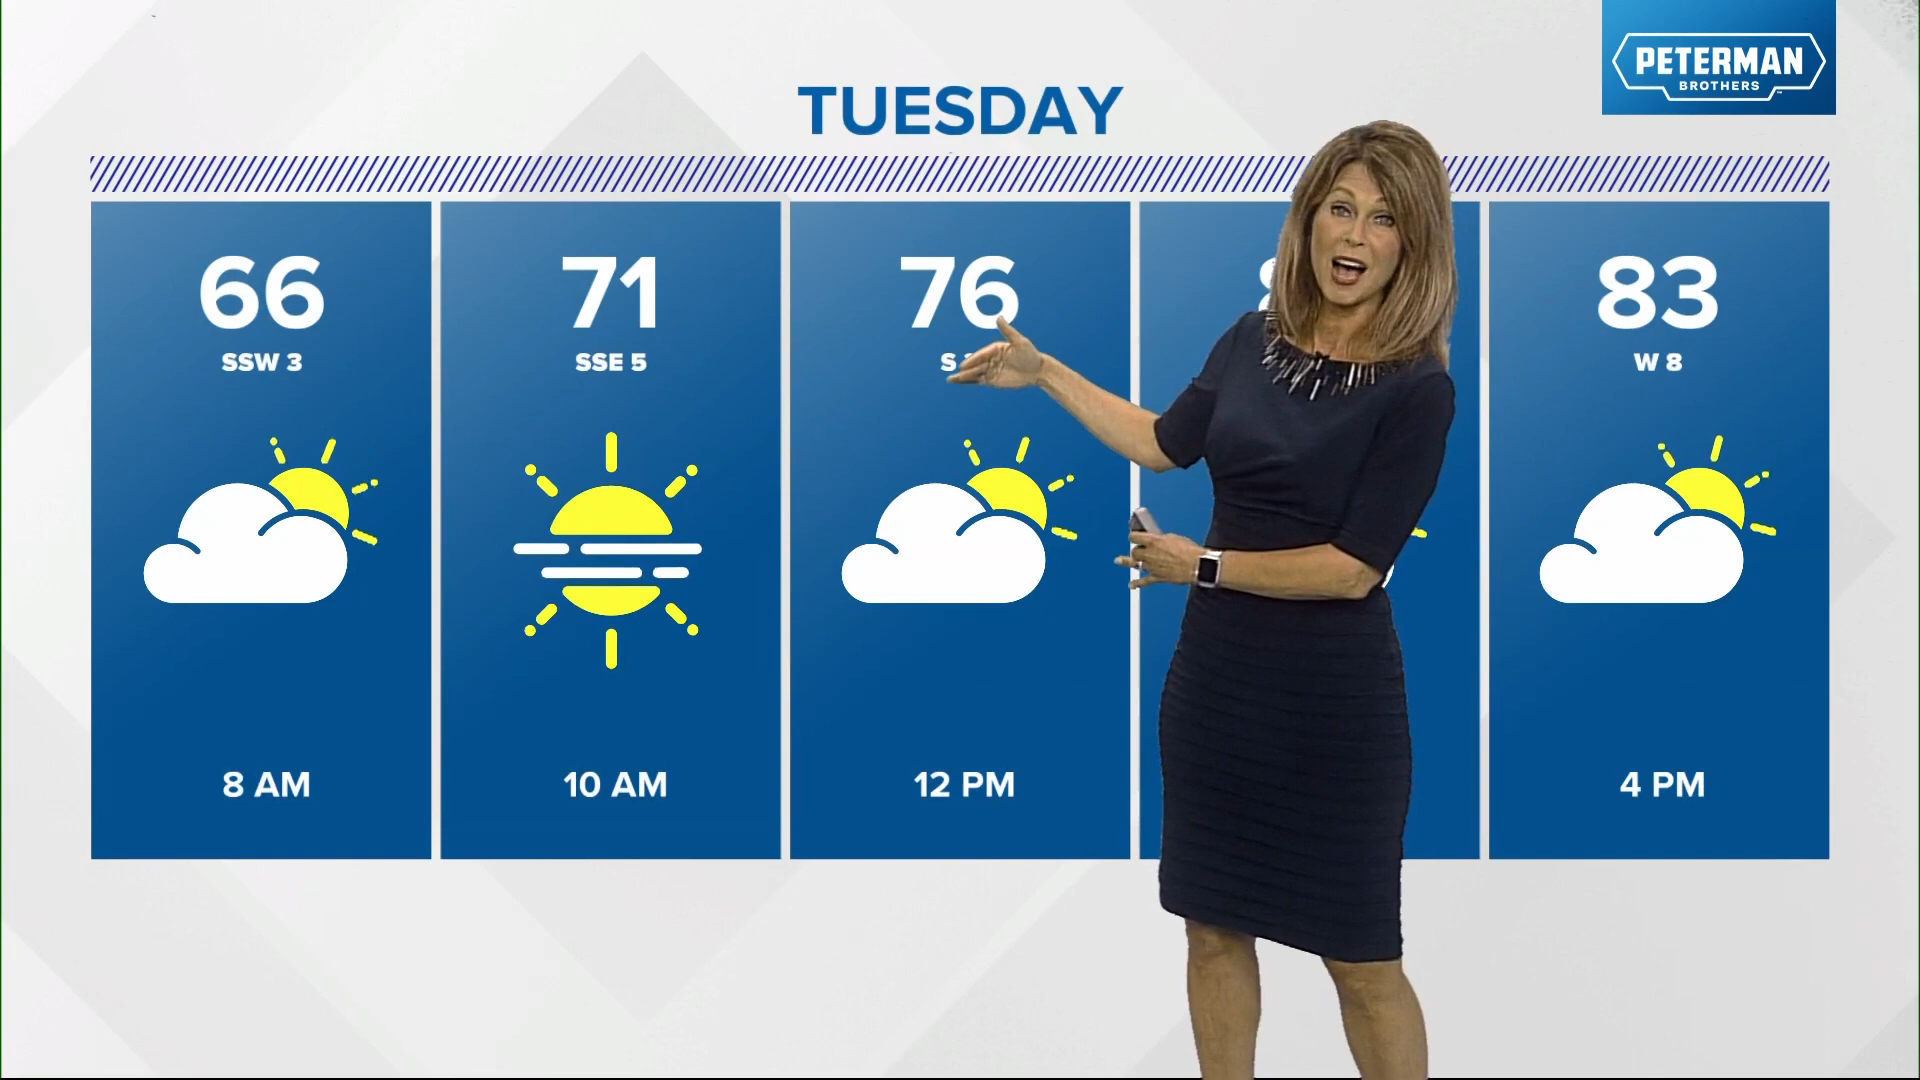 PETERMAN
BROTHERS
TUESDAY
66
71
76
83
SSW 3
SSE 5
S
W 8
8 AM
10 AM
12 PM
4 PM